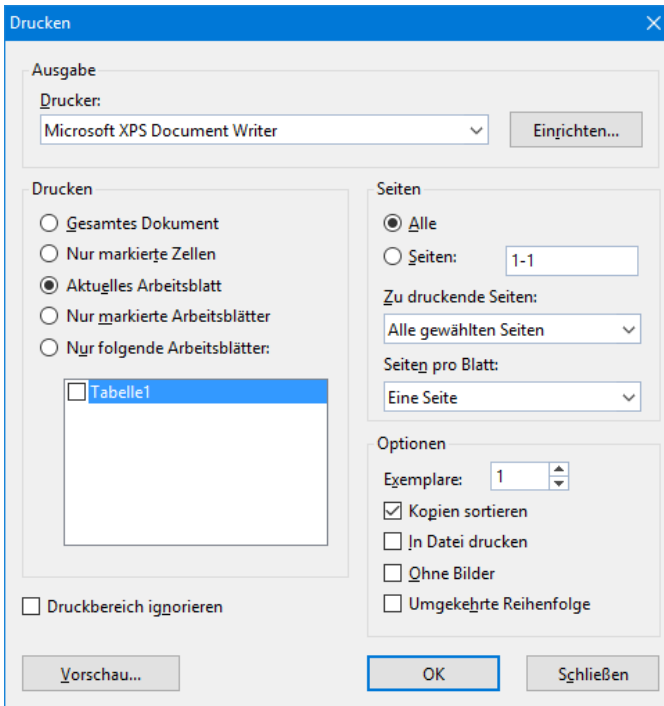 Drucken
Ausgabe
Drucker:
Microsoft XPS Document Writer
Einrichten...
Drucken
Gesamtes Dokument
Nur markierte Zellen
Aktuelles Arbeitsblatt
Nur markierte Arbeitsblätter
Nur folgende Arbeitsblätter:
Tabelle1
Druckbereich ignorieren
Seiten
Alle
Seiten: 1-1
Zu druckende Seiten:
Alle gewählten Seiten
Seiten pro Blatt:
Eine Seite
Optionen
Exemplare: 1
Kopien sortieren
In Datei drucken
Ohne Bilder
Umgekehrte Reihenfolge
Vorschau...
OK
Schließen